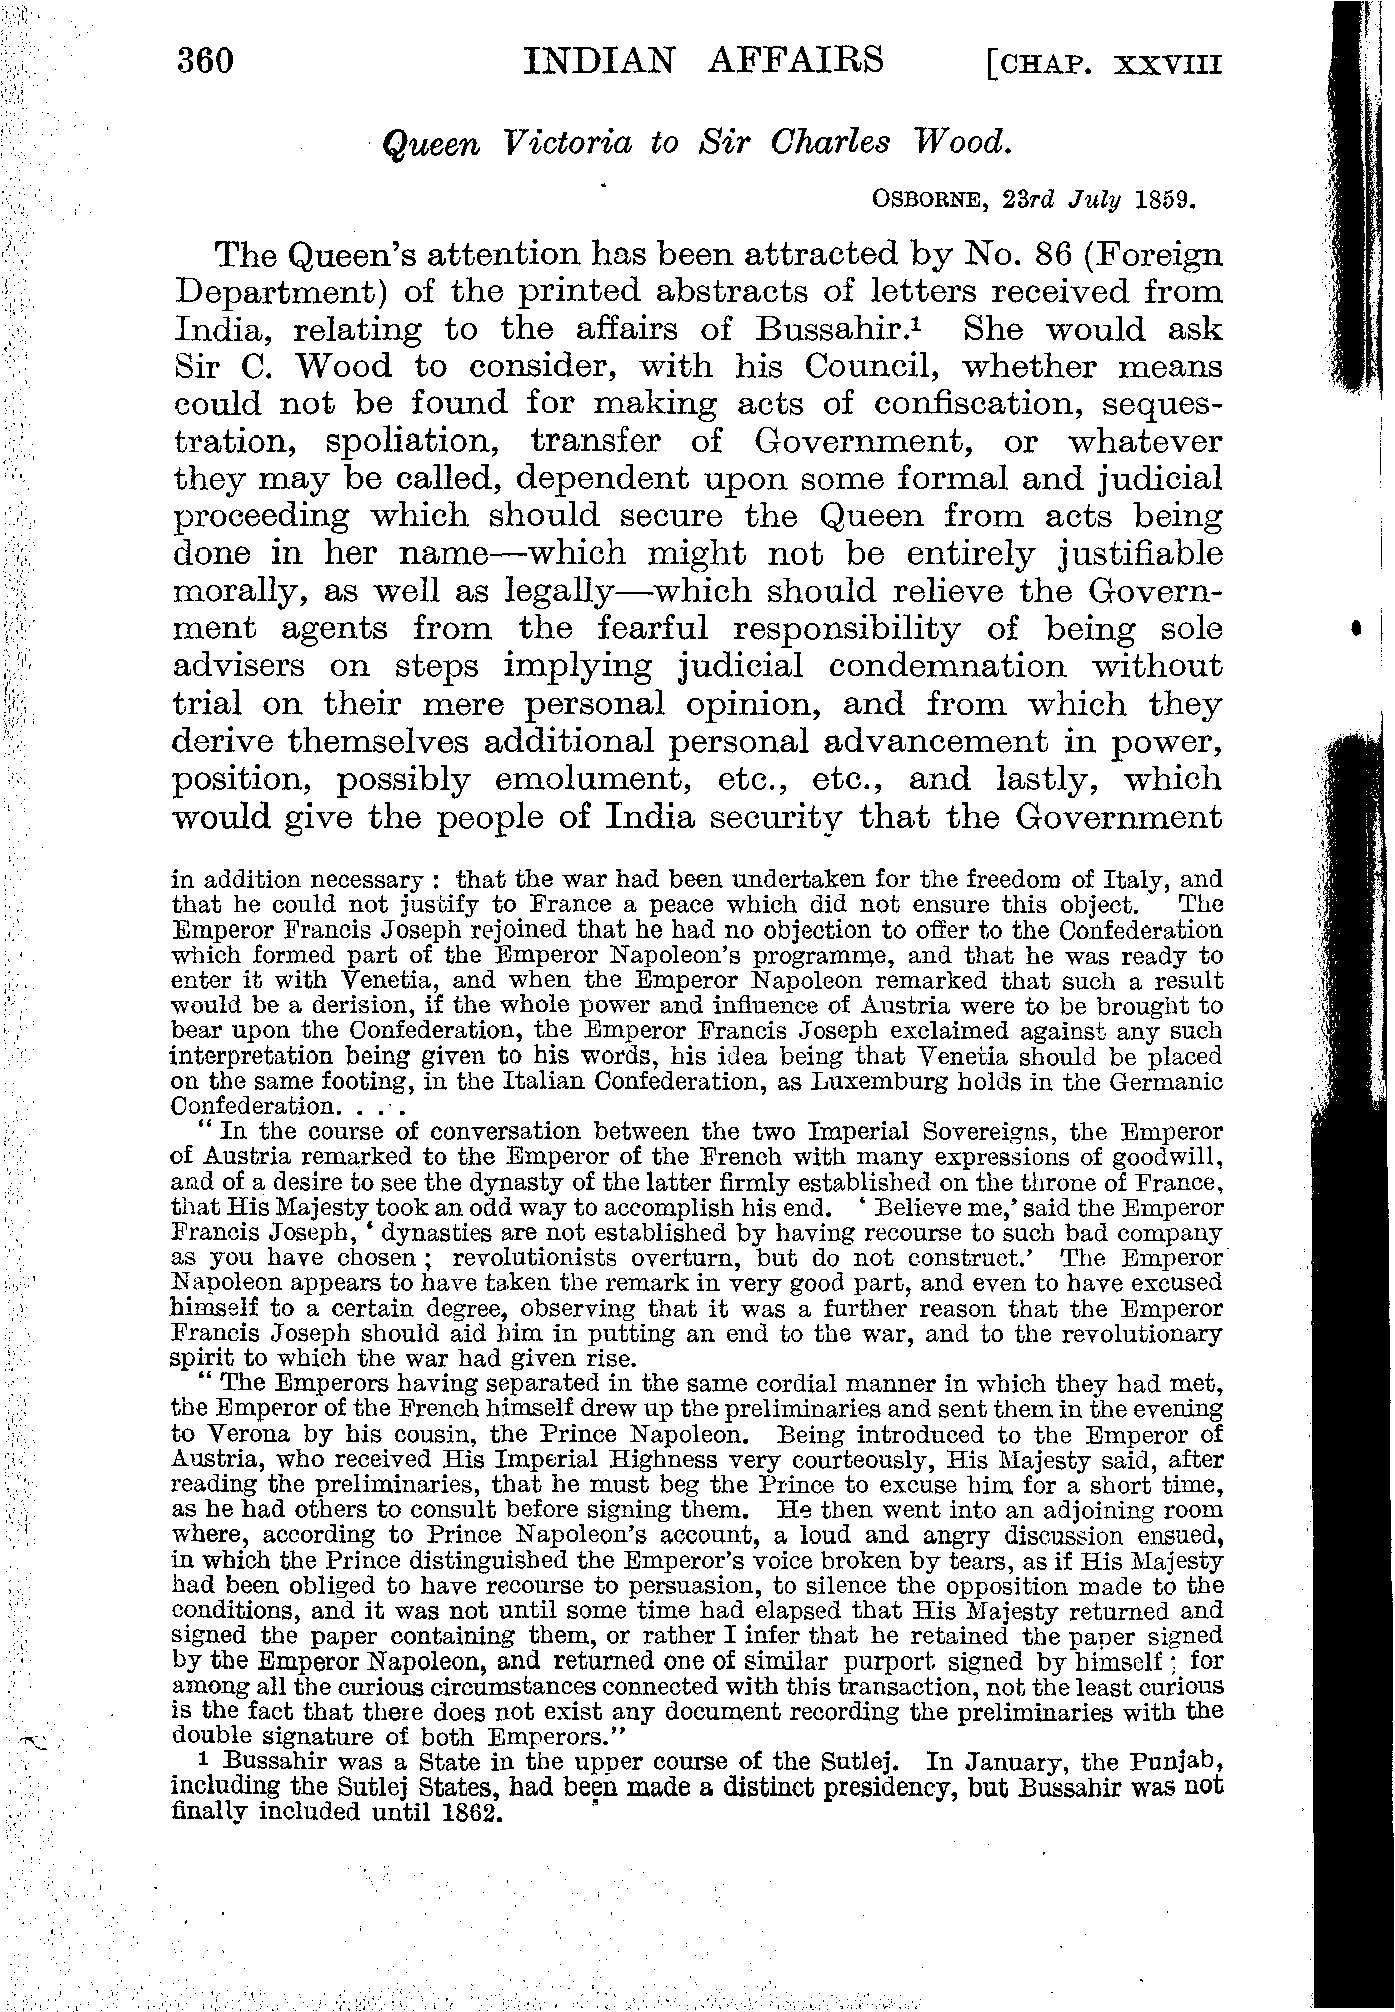 360 INDIAN AFFAIRS [CHAP. XXVIII
Queen Victoria to Sir Charles Wood.
OSBORNE, 23rd July 1859.
The Queen's attention has been attracted by No. 86 (Foreign
Department) of the printed abstracts of letters received from
India, relating to the affairs of Bussahir.¹ She would ask
Sir C. Wood to consider, with his Council, whether means
could not be found for making acts of confiscation, seques-
tration, spoliation, transfer of Government, or whatever
they may be called, dependent upon some formal and judicial
proceeding which should secure the Queen from acts being
done in her name—which might not be entirely justifiable
morally, as well as legally—which should relieve the Govern-
ment agents from the fearful responsibility of being sole
advisers on steps implying judicial condemnation without
trial on their mere personal opinion, and from which they
derive themselves additional personal advancement in power,
position, possibly emolument, etc., etc., and lastly, which
would give the people of India security that the Government
in addition necessary : that the war had been undertaken for the freedom of Italy, and
that he could not justify to France a peace which did not ensure this object. The
Emperor Francis Joseph rejoined that he had no objection to offer to the Confederation
which formed part of the Emperor Napoleon's programme, and that he was ready to
enter it with Venetia, and when the Emperor Napoleon remarked that such a result
would be a derision, if the whole power and influence of Austria were to be brought to
bear upon the Confederation, the Emperor Francis Joseph exclaimed against any such
interpretation being given to his words, his idea being that Venetia should be placed
on the same footing, in the Italian Confederation, as Luxemburg holds in the Germanic
Confederation. . . . .
“ In the course of conversation between the two Imperial Sovereigns, the Emperor
of Austria remarked to the Emperor of the French with many expressions of goodwill,
and of a desire to see the dynasty of the latter firmly established on the throne of France,
that His Majesty took an odd way to accomplish his end. ‘ Believe me,’ said the Emperor
Francis Joseph, ‘ dynasties are not established by having recourse to such bad company
as you have chosen ; revolutionists overturn, but do not construct.’ The Emperor
Napoleon appears to have taken the remark in very good part, and even to have excused
himself to a certain degree, observing that it was a further reason that the Emperor
Francis Joseph should aid him in putting an end to the war, and to the revolutionary
spirit to which the war had given rise.
“ The Emperors having separated in the same cordial manner in which they had met,
the Emperor of the French himself drew up the preliminaries and sent them in the evening
to Verona by his cousin, the Prince Napoleon. Being introduced to the Emperor of
Austria, who received His Imperial Highness very courteously, His Majesty said, after
reading the preliminaries, that he must beg the Prince to excuse him for a short time,
as he had others to consult before signing them. He then went into an adjoining room
where, according to Prince Napoleon's account, a loud and angry discussion ensued,
in which the Prince distinguished the Emperor's voice broken by tears, as if His Majesty
had been obliged to have recourse to persuasion, to silence the opposition made to the
conditions, and it was not until some time had elapsed that His Majesty returned and
signed the paper containing them, or rather I infer that he retained the paper signed
by the Emperor Napoleon, and returned one of similar purport signed by himself ; for
among all the curious circumstances connected with this transaction, not the least curious
is the fact that there does not exist any document recording the preliminaries with the
double signature of both Emperors.”
1 Bussahir was a State in the upper course of the Sutlej. In January, the Punjab,
including the Sutlej States, had been made a distinct presidency, but Bussahir was not
finally included until 1862.